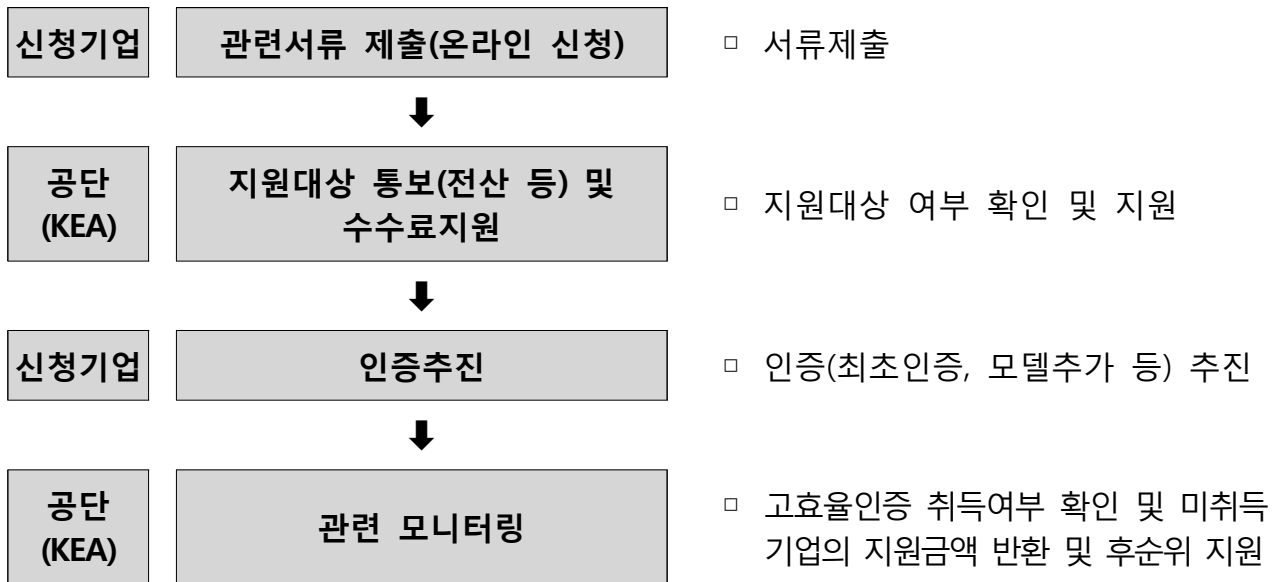 신청기업 관련서류 제출(온라인 신청) □ 서류제출
⬇
공단
(KEA)
지원대상 통보(전산 등) 및
수수료지원
□ 지원대상 여부 확인 및 지원
⬇
신청기업 인증추진 □ 인증(최초인증, 모델추가 등) 추진
⬇
공단
(KEA)
관련 모니터링
□ 고효율인증 취득여부 확인 및 미취득
기업의 지원금액 반환 및 후순위 지원